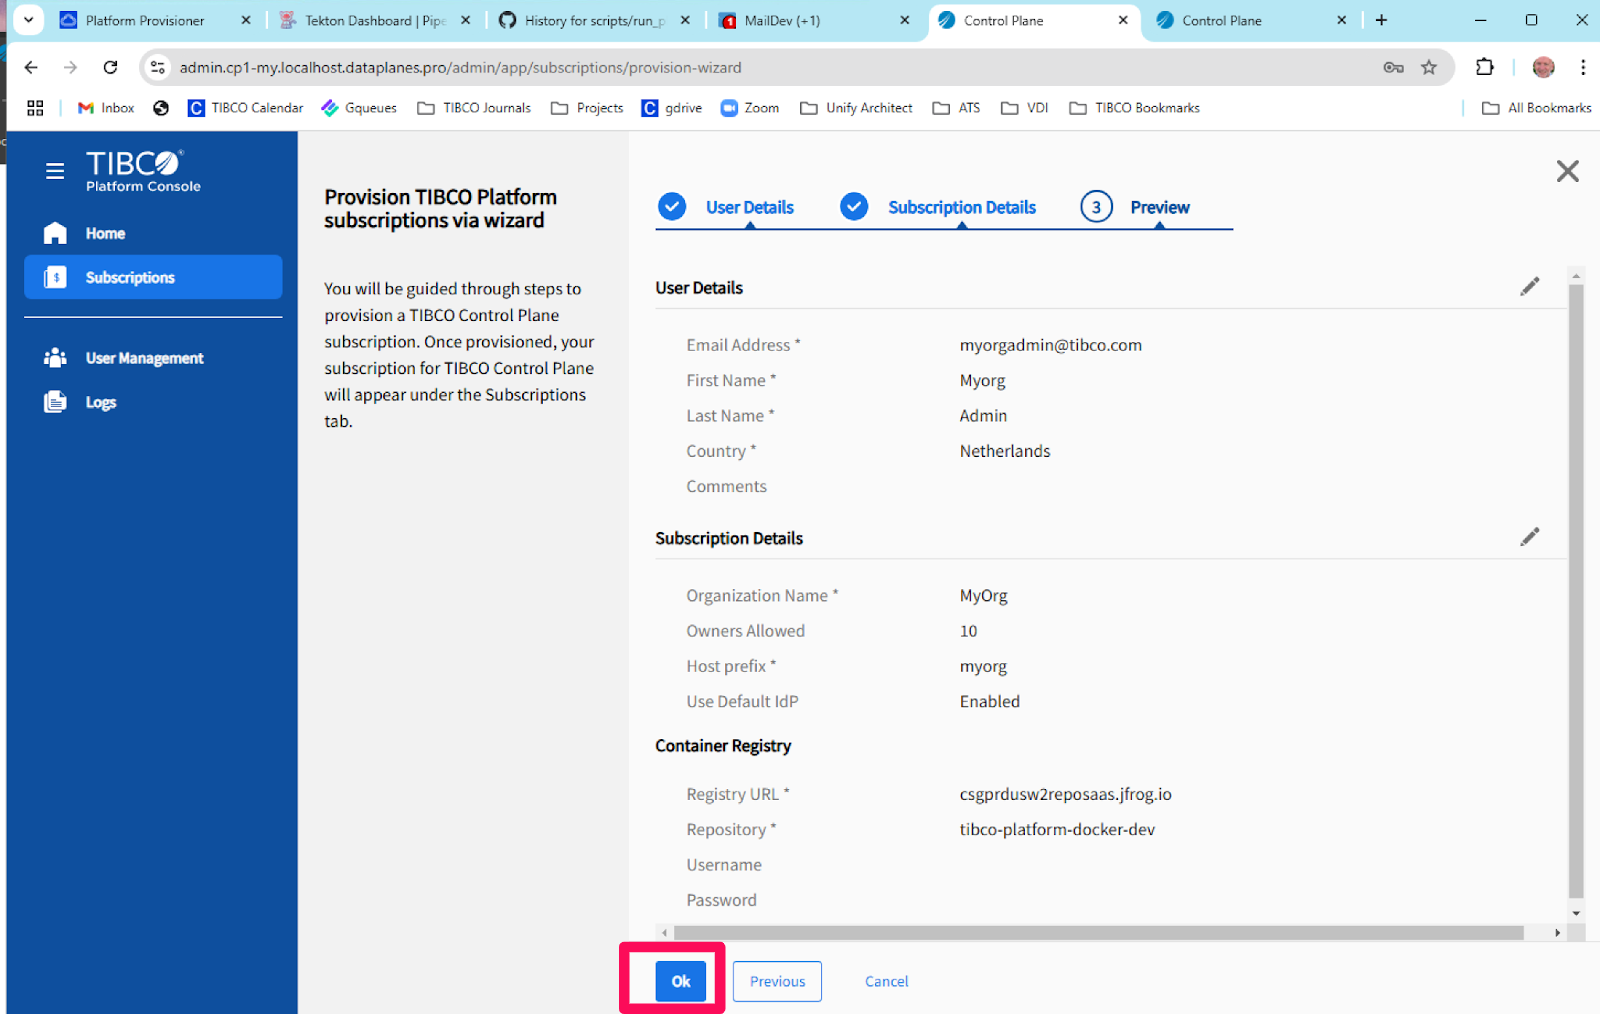 Platform Provisioner
Tekton Dashboard | Pipe
History for scripts/run_p
1
MailDev (+1)
Control Plane
Control Plane
admin.cp1-my.localhost.dataplanes.pro/admin/app/subscriptions/provision-wizard
Inbox
C TIBCO Calendar
Gqueues
TIBCO Journals
Projects
C gdrive
Zoom
Unify Architect
ATS
VDI
TIBCO Bookmarks
All Bookmarks
TIBCO®
Platform Console
Home
$ Subscriptions
User Management
Logs
Provision TIBCO Platform
subscriptions via wizard
You will be guided through steps to
provision a TIBCO Control Plane
subscription. Once provisioned, your
subscription for TIBCO Control Plane
will appear under the Subscriptions
tab.
User Details
Subscription Details
3 Preview
User Details
Email Address * myorgadmin@tibco.com
First Name * Myorg
Last Name * Admin
Country * Netherlands
Comments
Subscription Details
Organization Name * MyOrg
Owners Allowed 10
Host prefix * myorg
Use Default IdP Enabled
Container Registry
Registry URL * csgprdusw2reposaas.jfrog.io
Repository * tibco-platform-docker-dev
Username
Password
Ok
Previous
Cancel